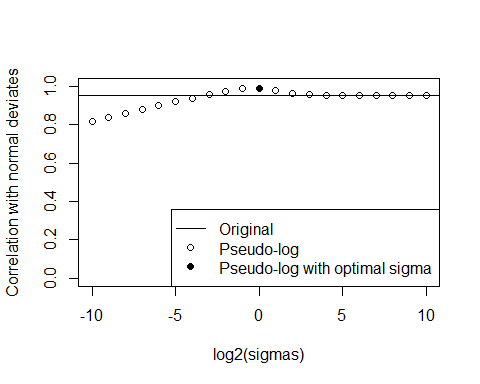 Correlation with normal deviates
1.0
0.8
0.6
0.4
0.2
0.0
Original
Pseudo-log
Pseudo-log with optimal sigma
-10 -5 0 5 10
log2(sigmas)